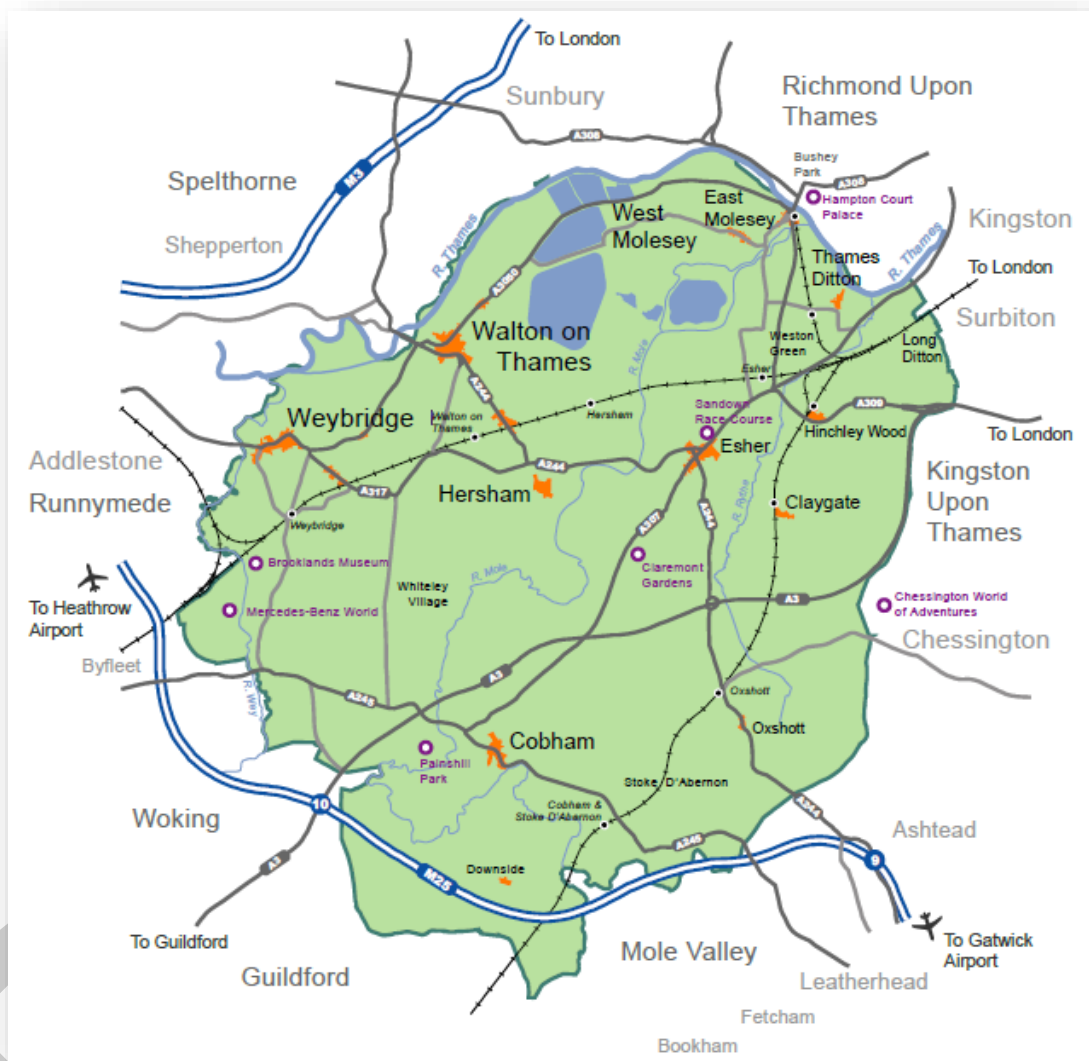 To London
Sunbury
Richmond Upon
Thames
A308
Bushey
Park
M3
A308
Spelthorne
Hampton Court
Palace
East
Molesey
West
Molesey
Kingston
Shepperton
R. Thames
R. Thames
Thames
Ditton
To London
A3050
Surbiton
Walton on
Thames
Weston
Green
Long
Ditton
R. Mole
Esher
A244
Sandown
Race Course
Hersham
Walton on
Thames
A309
Weybridge
Hinchley Wood
To London
Esher
Addlestone
Runnymede
A244
Kingston
Upon
Thames
Hersham
A317
Claygate
R. Rythe
A307
A244
Weybridge
Brooklands Museum
Claremont
Gardens
R. Mole
Whiteley
Village
Mercedes-Benz World
A3
Chessington World
of Adventures
To Heathrow
Airport
Chessington
Byfleet
A3
R. Wey
A245
Oxshott
Oxshott
Cobham
Painshill
Park
Stoke D'Abernon
Cobham &
Stoke D'Abernon
A244
10
Woking
Ashtead
A245
9
A3
Downside
M25
To Guildford
Mole Valley
To Gatwick
Airport
Guildford
Leatherhead
Fetcham
Bookham